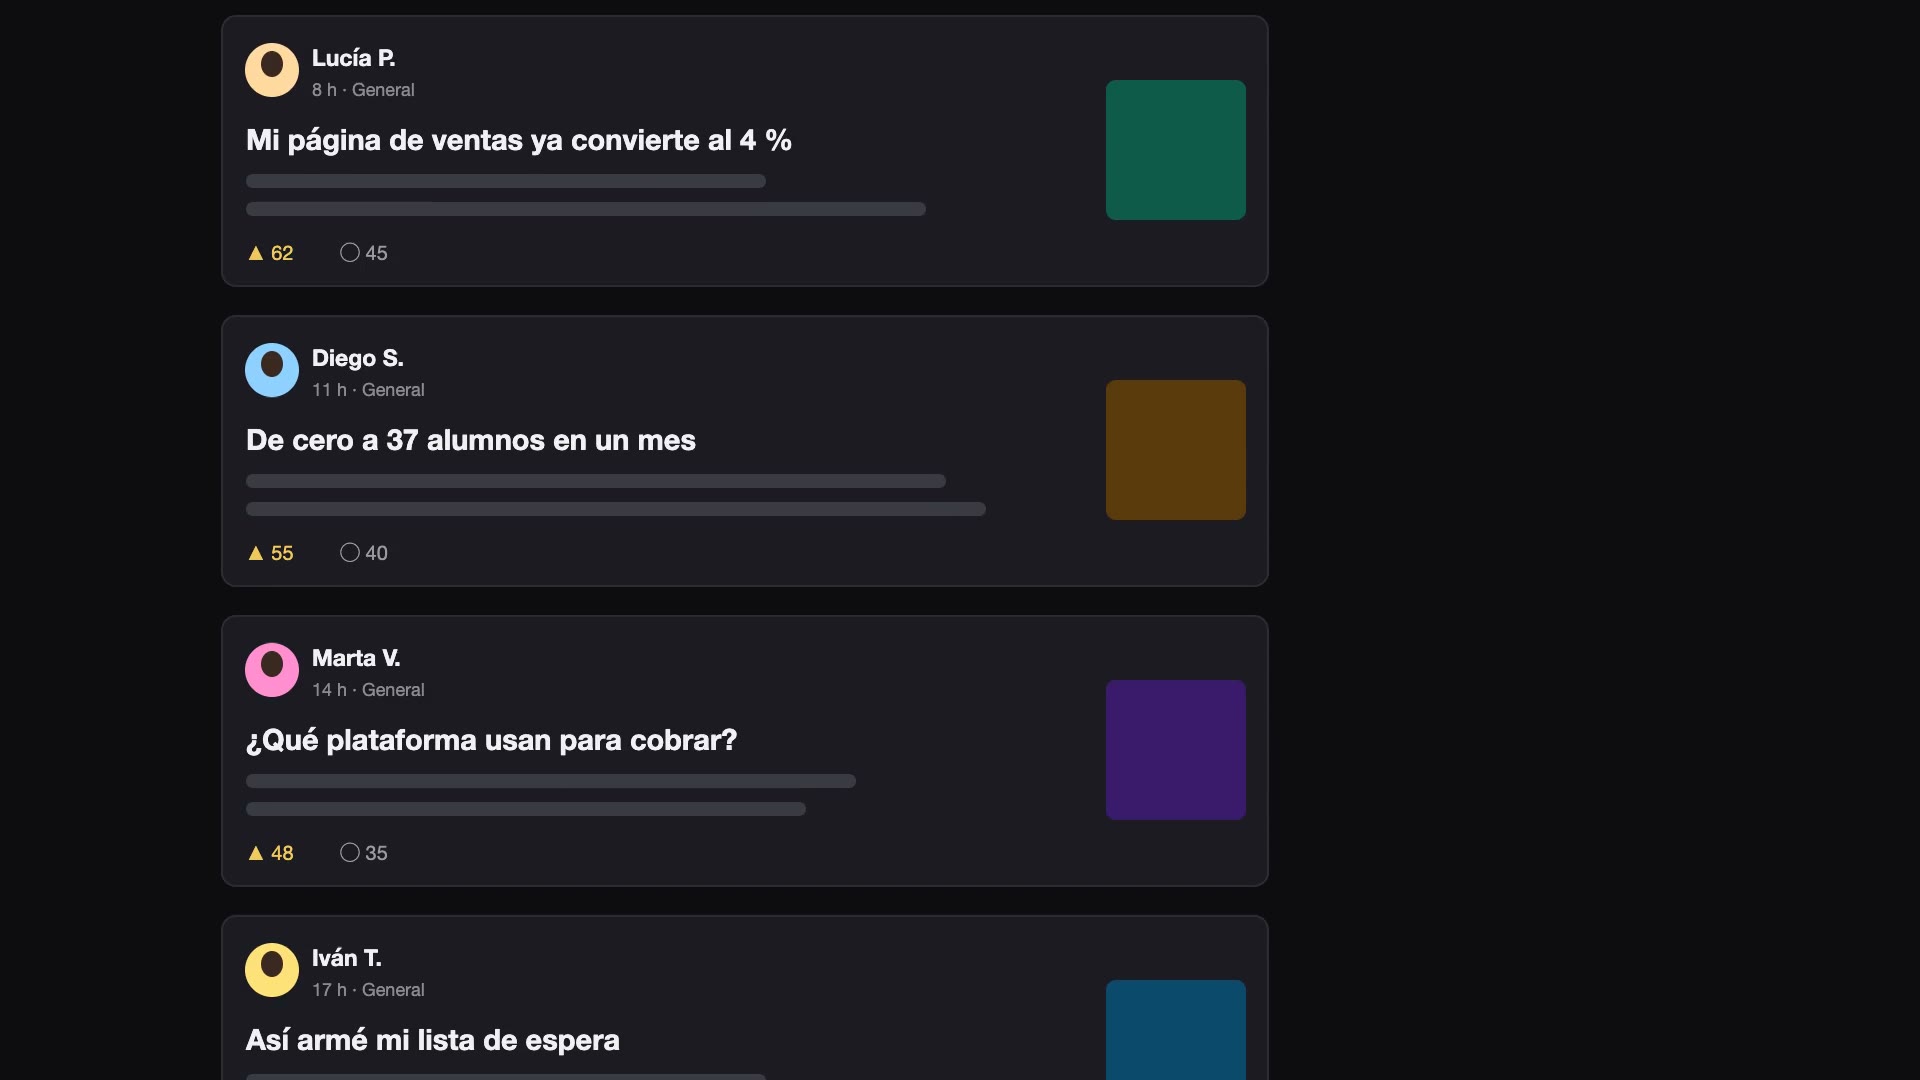 Lucía P.
8 h · General
Mi página de ventas ya convierte al 4 %
▲ 62 ◯ 45
Diego S.
11 h · General
De cero a 37 alumnos en un mes
▲ 55 ◯ 40
Marta V.
14 h · General
¿Qué plataforma usan para cobrar?
▲ 48 ◯ 35
Iván T.
17 h · General
Así armé mi lista de espera